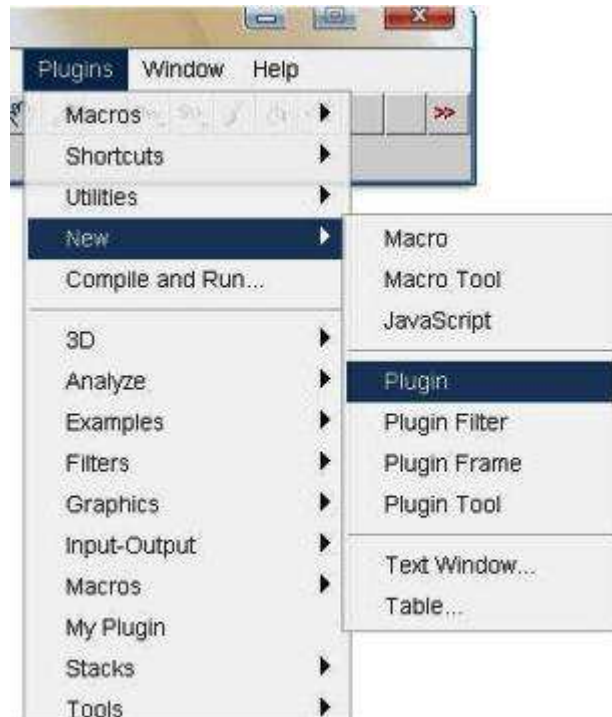 Plugins Window Help
>>
Macros
Shortcuts
Utilities
New
Compile and Run...
3D
Analyze
Examples
Filters
Graphics
Input-Output
Macros
My Plugin
Stacks
Tools
Macro
Macro Tool
JavaScript
Plugin
Plugin Filter
Plugin Frame
Plugin Tool
Text Window...
Table...